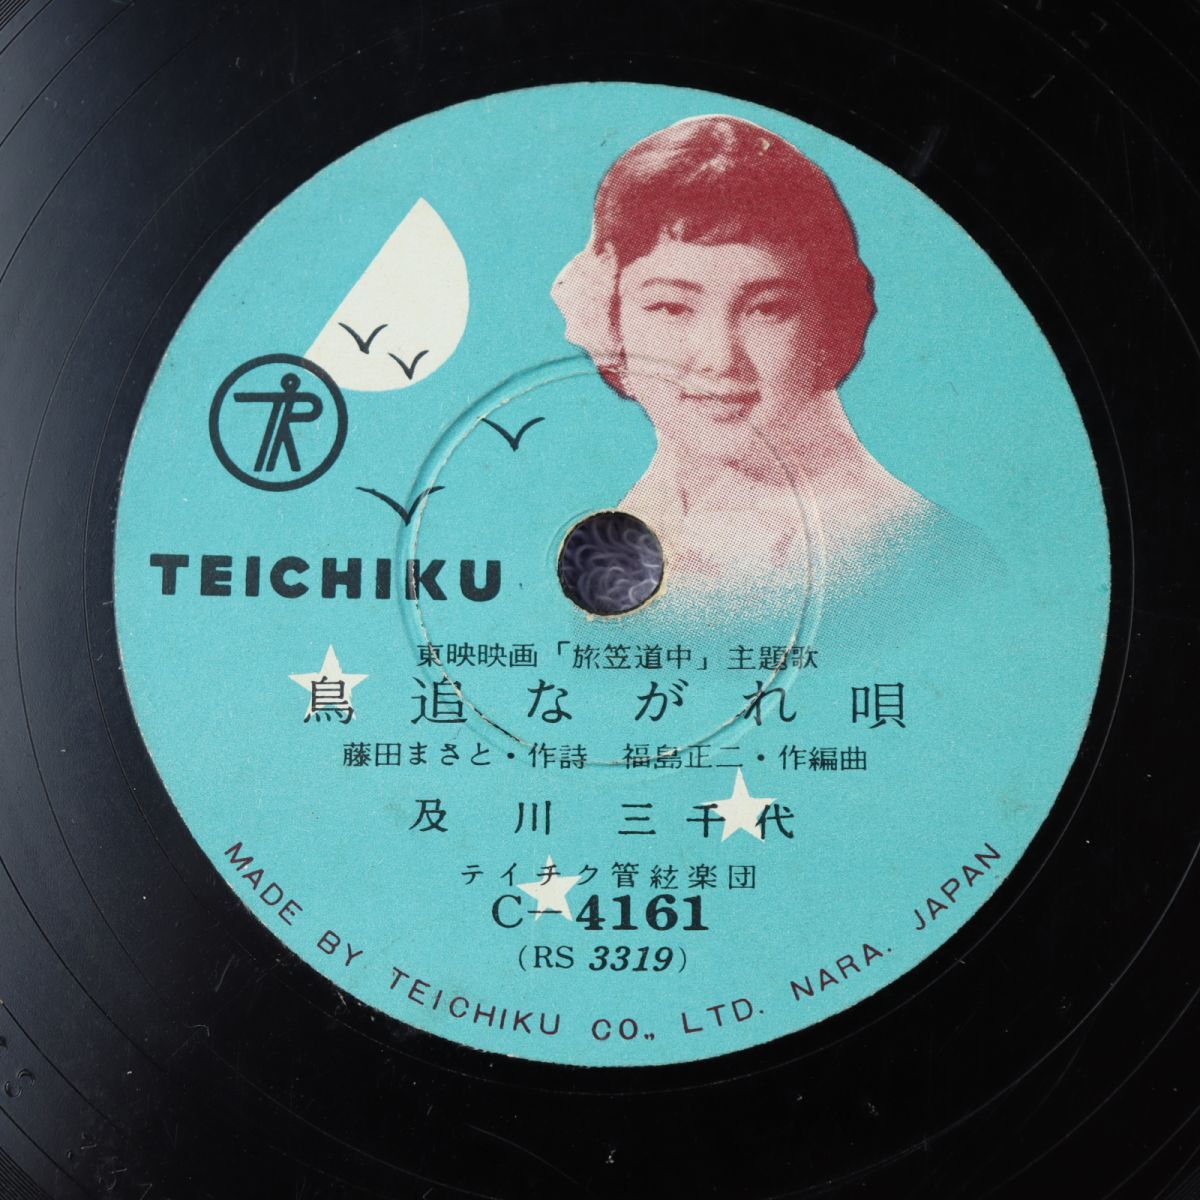 TEICHIKU
東映映画「旅笠道中」主題歌
鳥追ながれ唄
藤田まさと・作詩　福島正二・作編曲
及川三千代
テイチク管絃楽団
C-4161
(RS 3319)
MADE BY TEICHIKU CO., LTD. NARA. JAPAN